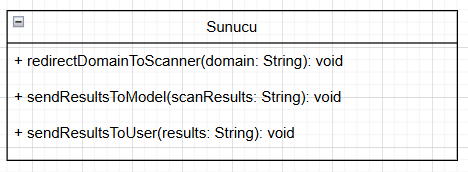 Sunucu
+ redirectDomainToScanner(domain: String): void
+ sendResultsToModel(scanResults: String): void
+ sendResultsToUser(results: String): void